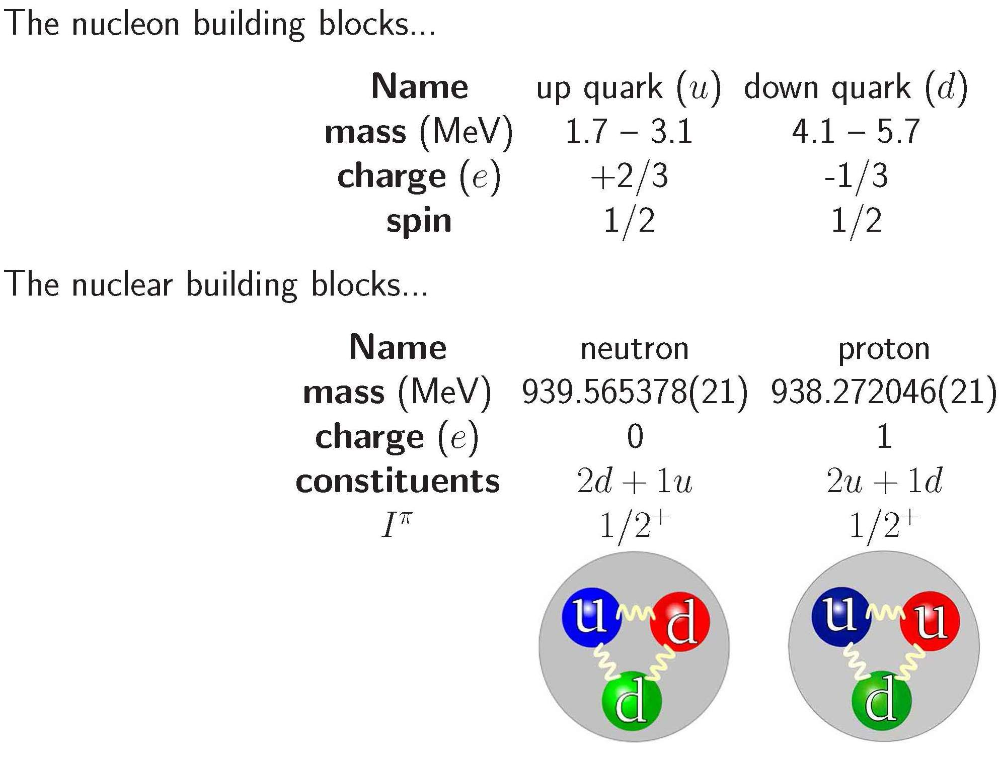 The nucleon building blocks...
Name up quark (u) down quark (d)
mass (MeV) 1.7 – 3.1 4.1 – 5.7
charge (e) +2/3 -1/3
spin 1/2 1/2
The nuclear building blocks...
Name neutron proton
mass (MeV) 939.565378(21) 938.272046(21)
charge (e) 0 1
constituents 2d + 1u 2u + 1d
I^π 1/2⁺ 1/2⁺
u d u u
d d